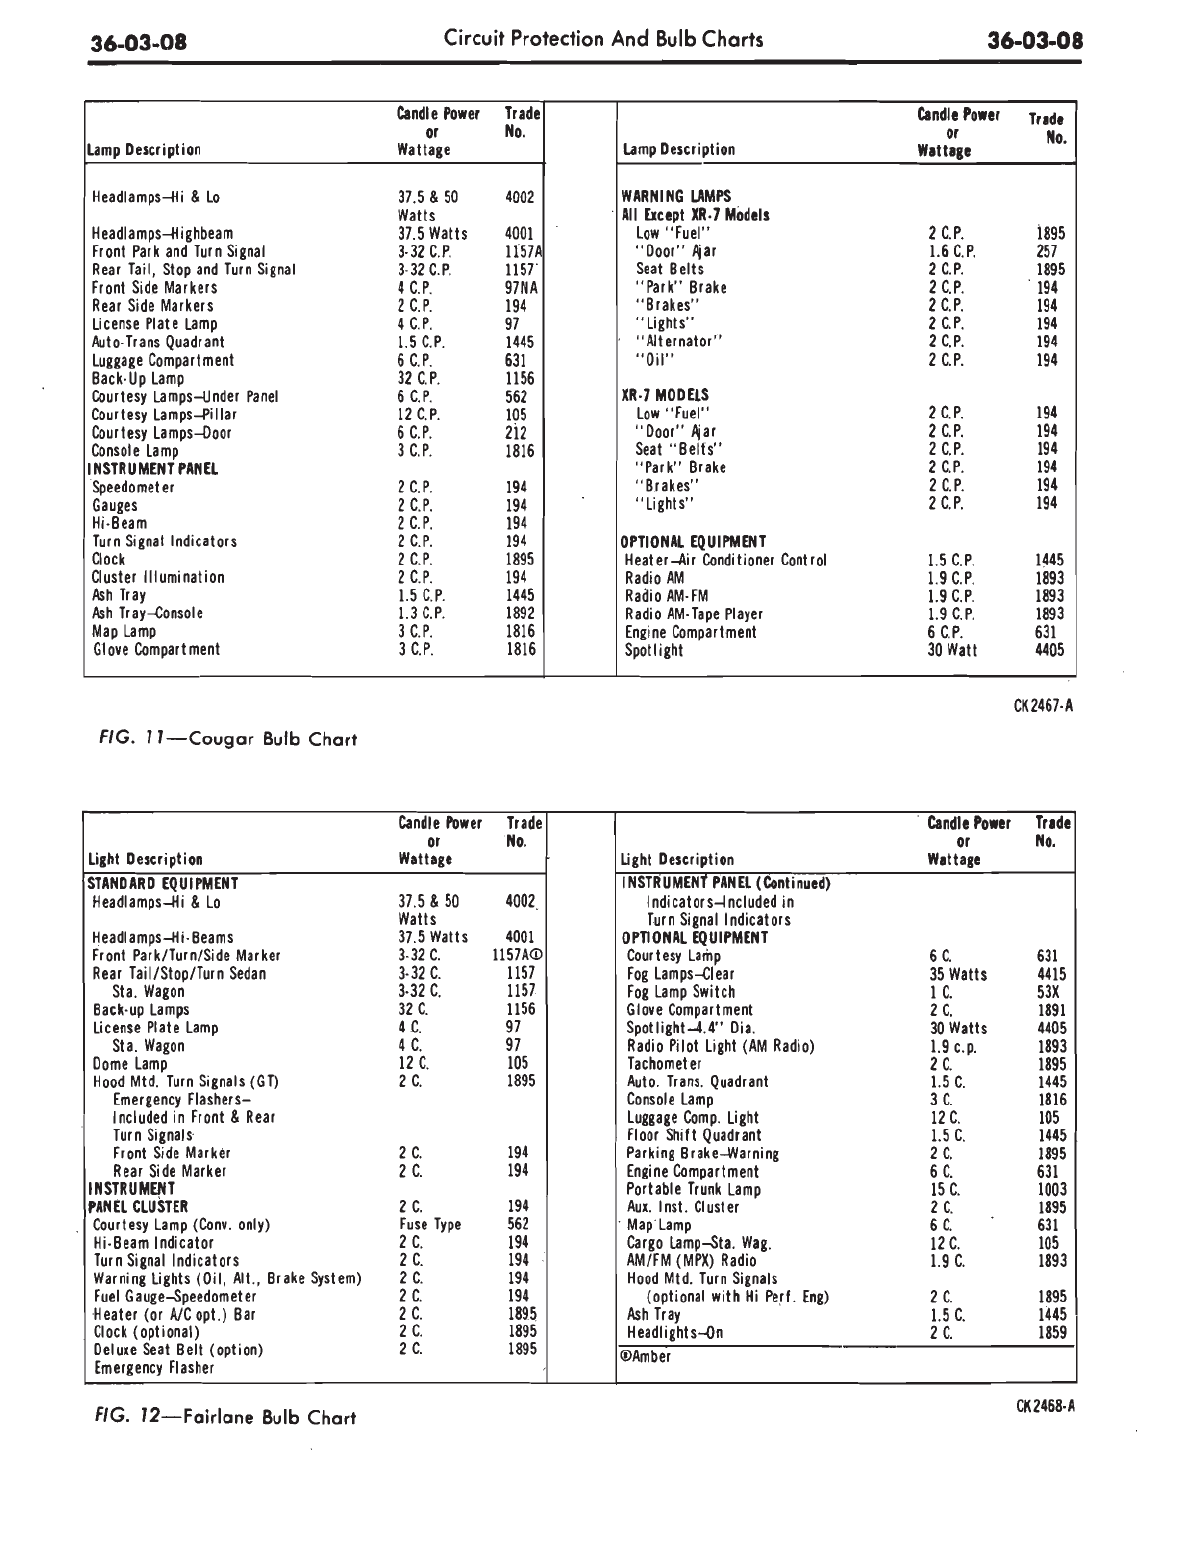 36-03-08 Circuit Protection And Bulb Charts 36-03-08
Candle Power Trade
or No.
Lamp Description Wattage
Headlamps—Hi & Lo 37.5 & 50 4002
Watts
Headlamps—Highbeam 37.5 Watts 4001
Front Park and Turn Signal 3-32 C.P. 1157A
Rear Tail, Stop and Turn Signal 3-32 C.P. 1157
Front Side Markers 4 C.P. 97NA
Rear Side Markers 2 C.P. 194
License Plate Lamp 4 C.P. 97
Auto-Trans Quadrant 1.5 C.P. 1445
Luggage Compartment 6 C.P. 631
Back-Up Lamp 32 C.P. 1156
Courtesy Lamps—Under Panel 6 C.P. 562
Courtesy Lamps—Pillar 12 C.P. 105
Courtesy Lamps—Door 6 C.P. 212
Console Lamp 3 C.P. 1816
INSTRUMENT PANEL
Speedometer 2 C.P. 194
Gauges 2 C.P. 194
Hi-Beam 2 C.P. 194
Turn Signal Indicators 2 C.P. 194
Clock 2 C.P. 1895
Cluster Illumination 2 C.P. 194
Ash Tray 1.5 C.P. 1445
Ash Tray—Console 1.3 C.P. 1892
Map Lamp 3 C.P. 1816
Glove Compartment 3 C.P. 1816
Candle Power Trade
or No.
Lamp Description Wattage
WARNING LAMPS
All Except XR-7 Models
Low "Fuel" 2 C.P. 1895
"Door" Ajar 1.6 C.P. 257
Seat Belts 2 C.P. 1895
"Park" Brake 2 C.P. 194
"Brakes" 2 C.P. 194
"Lights" 2 C.P. 194
"Alternator" 2 C.P. 194
"Oil" 2 C.P. 194
XR-7 MODELS
Low "Fuel" 2 C.P. 194
"Door" Ajar 2 C.P. 194
Seat "Belts" 2 C.P. 194
"Park" Brake 2 C.P. 194
"Brakes" 2 C.P. 194
"Lights" 2 C.P. 194
OPTIONAL EQUIPMENT
Heater—Air Conditioner Control 1.5 C.P. 1445
Radio AM 1.9 C.P. 1893
Radio AM-FM 1.9 C.P. 1893
Radio AM-Tape Player 1.9 C.P. 1893
Engine Compartment 6 C.P. 631
Spotlight 30 Watt 4405
CK2467-A
FIG. 11—Cougar Bulb Chart
Candle Power Trade
or No.
Light Description Wattage
STANDARD EQUIPMENT
Headlamps—Hi & Lo 37.5 & 50 4002
Watts
Headlamps—Hi-Beams 37.5 Watts 4001
Front Park/Turn/Side Marker 3-32 C. 1157A①
Rear Tail/Stop/Turn Sedan 3-32 C. 1157
Sta. Wagon 3-32 C. 1157
Back-up Lamps 32 C. 1156
License Plate Lamp 4 C. 97
Sta. Wagon 4 C. 97
Dome Lamp 12 C. 105
Hood Mtd. Turn Signals (GT) 2 C. 1895
Emergency Flashers—
Included in Front & Rear
Turn Signals
Front Side Marker 2 C. 194
Rear Side Marker 2 C. 194
INSTRUMENT
PANEL CLUSTER 2 C. 194
Courtesy Lamp (Conv. only) Fuse Type 562
Hi-Beam Indicator 2 C. 194
Turn Signal Indicators 2 C. 194
Warning Lights (Oil, Alt., Brake System) 2 C. 194
Fuel Gauge—Speedometer 2 C. 194
Heater (or A/C opt.) Bar 2 C. 1895
Clock (optional) 2 C. 1895
Deluxe Seat Belt (option) 2 C. 1895
Emergency Flasher
Candle Power Trade
or No.
Light Description Wattage
INSTRUMENT PANEL (Continued)
Indicators—Included in
Turn Signal Indicators
OPTIONAL EQUIPMENT
Courtesy Lamp 6 C. 631
Fog Lamps—Clear 35 Watts 4415
Fog Lamp Switch 1 C. 53X
Glove Compartment 2 C. 1891
Spotlight—4.4" Dia. 30 Watts 4405
Radio Pilot Light (AM Radio) 1.9 c.p. 1893
Tachometer 2 C. 1895
Auto. Trans. Quadrant 1.5 C. 1445
Console Lamp 3 C. 1816
Luggage Comp. Light 12 C. 105
Floor Shift Quadrant 1.5 C. 1445
Parking Brake—Warning 2 C. 1895
Engine Compartment 6 C. 631
Portable Trunk Lamp 15 C. 1003
Aux. Inst. Cluster 2 C. 1895
Map Lamp 6 C. 631
Cargo Lamp—Sta. Wag. 12 C. 105
AM/FM (MPX) Radio 1.9 C. 1893
Hood Mtd. Turn Signals
(optional with Hi Perf. Eng) 2 C. 1895
Ash Tray 1.5 C. 1445
Headlights—On 2 C. 1859
Amber
CK2468-A
FIG. 12—Fairlane Bulb Chart